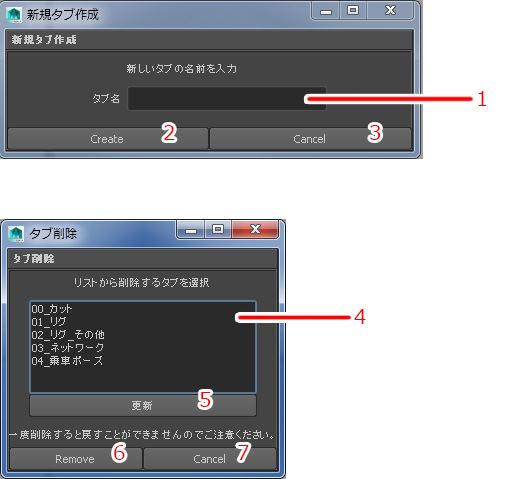 新規タブ作成
新規タブ作成
新しいタブの名前を入力
タブ名
1
Create 2 Cancel 3
タブ削除
タブ削除
リストから削除するタブを選択
00_カット
01_リグ
02_リグ_その他
03_ネットワーク
04_乗車ポーズ
4
更新 5
一度削除すると戻すことができませんのでご注意ください。
Remove 6 Cancel 7